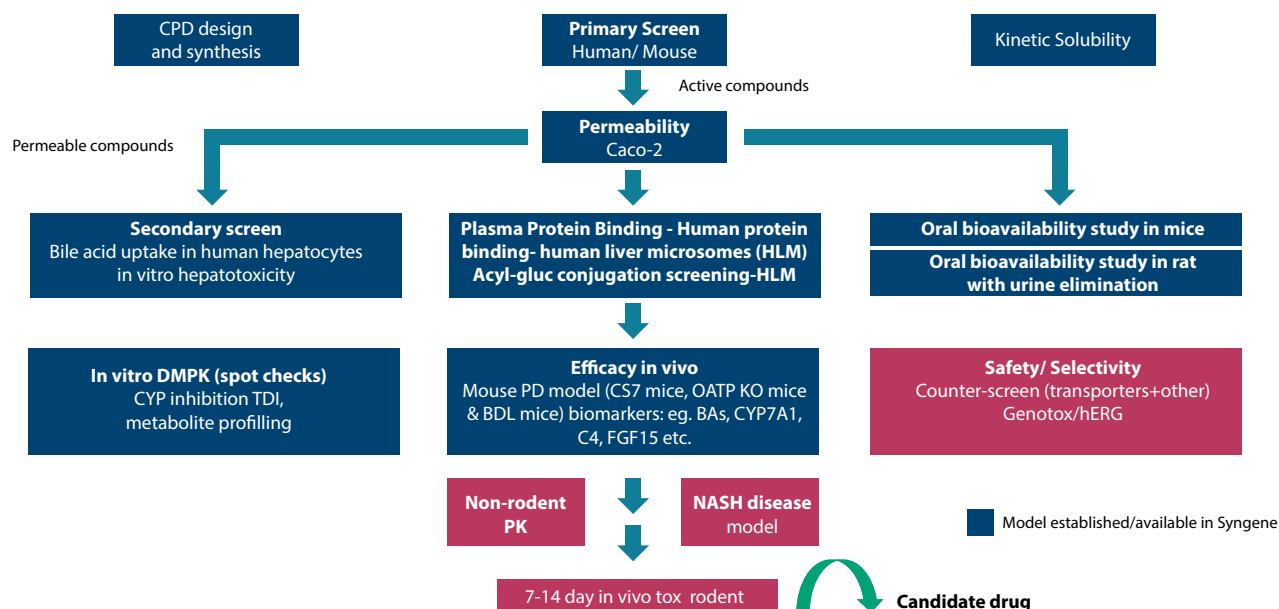 CPD design
and synthesis
Primary Screen
Human/ Mouse
Kinetic Solubility
Active compounds
Permeability
Caco-2
Permeable compounds
Secondary screen
Bile acid uptake in human hepatocytes
in vitro hepatotoxicity
Plasma Protein Binding - Human protein
binding- human liver microsomes (HLM)
Acyl-gluc conjugation screening-HLM
Oral bioavailability study in mice
Oral bioavailability study in rat
with urine elimination
In vitro DMPK (spot checks)
CYP inhibition TDI,
metabolite profilling
Efficacy in vivo
Mouse PD model (CS7 mice, OATP KO mice
& BDL mice) biomarkers: eg. BAs, CYP7A1,
C4, FGF15 etc.
Safety/ Selectivity
Counter-screen (transporters+other)
Genotox/hERG
Non-rodent
PK
NASH disease
model
Model established/available in Syngene
7-14 day in vivo tox rodent
Candidate drug